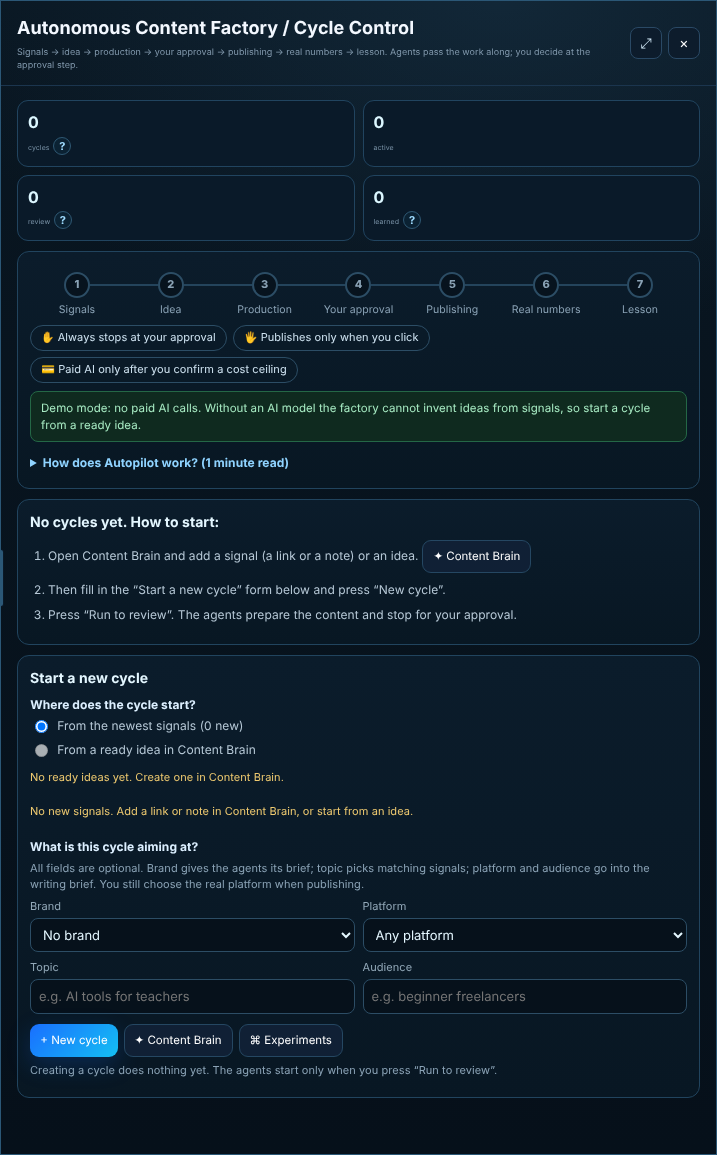 Autonomous Content Factory / Cycle Control
Signals → idea → production → your approval → publishing → real numbers → lesson. Agents pass the work along; you decide at the
approval step.
0
cycles ?
0
active
0
review ?
0
learned ?
1 2 3 4 5 6 7
Signals Idea Production Your approval Publishing Real numbers Lesson
✋ Always stops at your approval
🖐 Publishes only when you click
💳 Paid AI only after you confirm a cost ceiling
Demo mode: no paid AI calls. Without an AI model the factory cannot invent ideas from signals, so start a cycle
from a ready idea.
▶ How does Autopilot work? (1 minute read)
No cycles yet. How to start:
1. Open Content Brain and add a signal (a link or a note) or an idea. ✦ Content Brain
2. Then fill in the “Start a new cycle” form below and press “New cycle”.
3. Press “Run to review”. The agents prepare the content and stop for your approval.
Start a new cycle
Where does the cycle start?
From the newest signals (0 new)
From a ready idea in Content Brain
No ready ideas yet. Create one in Content Brain.
No new signals. Add a link or note in Content Brain, or start from an idea.
What is this cycle aiming at?
All fields are optional. Brand gives the agents its brief; topic picks matching signals; platform and audience go into the
writing brief. You still choose the real platform when publishing.
Brand
No brand
Platform
Any platform
Topic
e.g. AI tools for teachers
Audience
e.g. beginner freelancers
+ New cycle
✦ Content Brain
⌘ Experiments
Creating a cycle does nothing yet. The agents start only when you press “Run to review”.